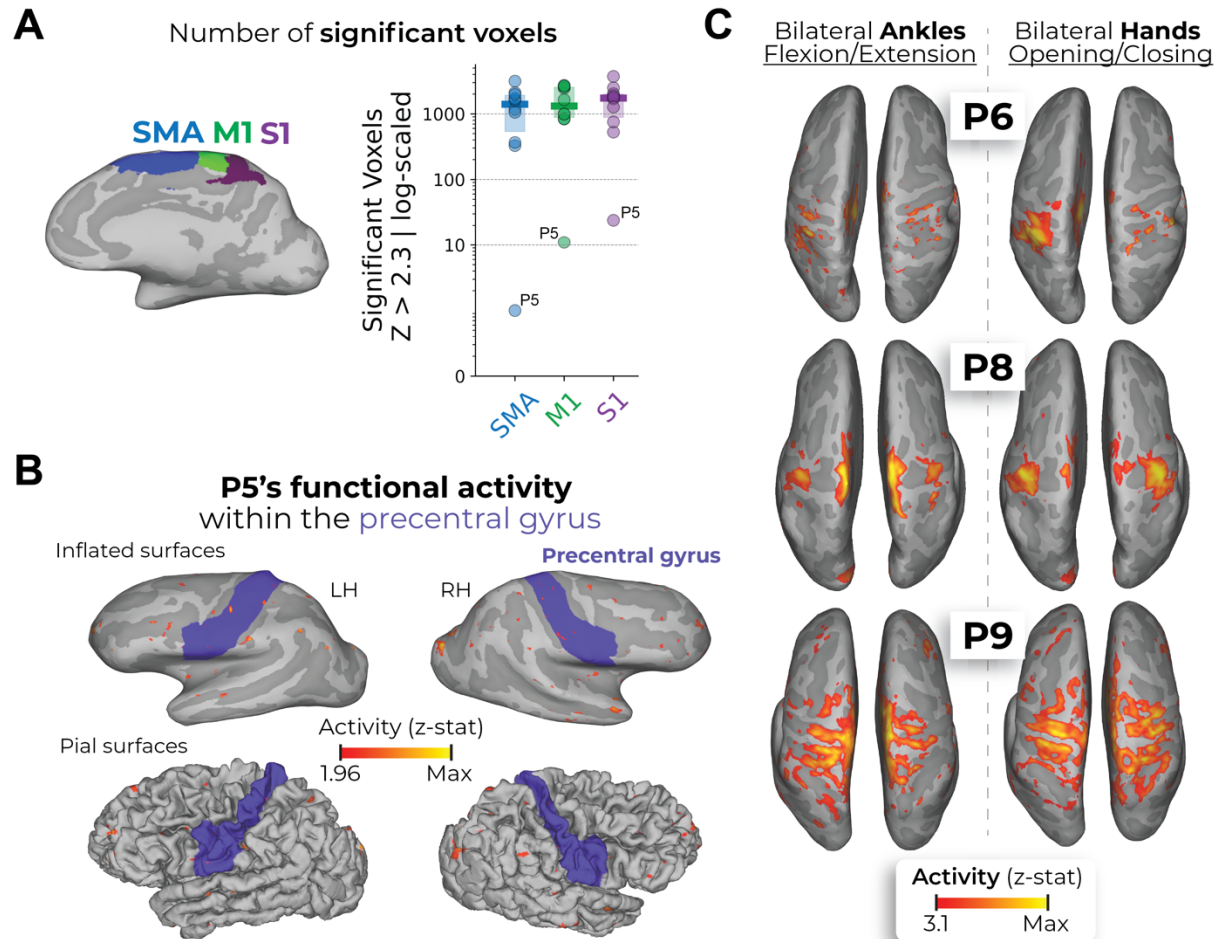 A
Number of significant voxels
SMA M1 S1
Significant Voxels
Z > 2.3 | log-scaled
1000
100
10
0
P5
P5
P5
SMA
M1
S1
B
P5's functional activity
within the precentral gyrus
Inflated surfaces
Precentral gyrus
LH
RH
Pial surfaces
Activity (z-stat)
1.96
Max
C
Bilateral Ankles
Flexion/Extension
Bilateral Hands
Opening/Closing
P6
P8
P9
Activity (z-stat)
3.1
Max